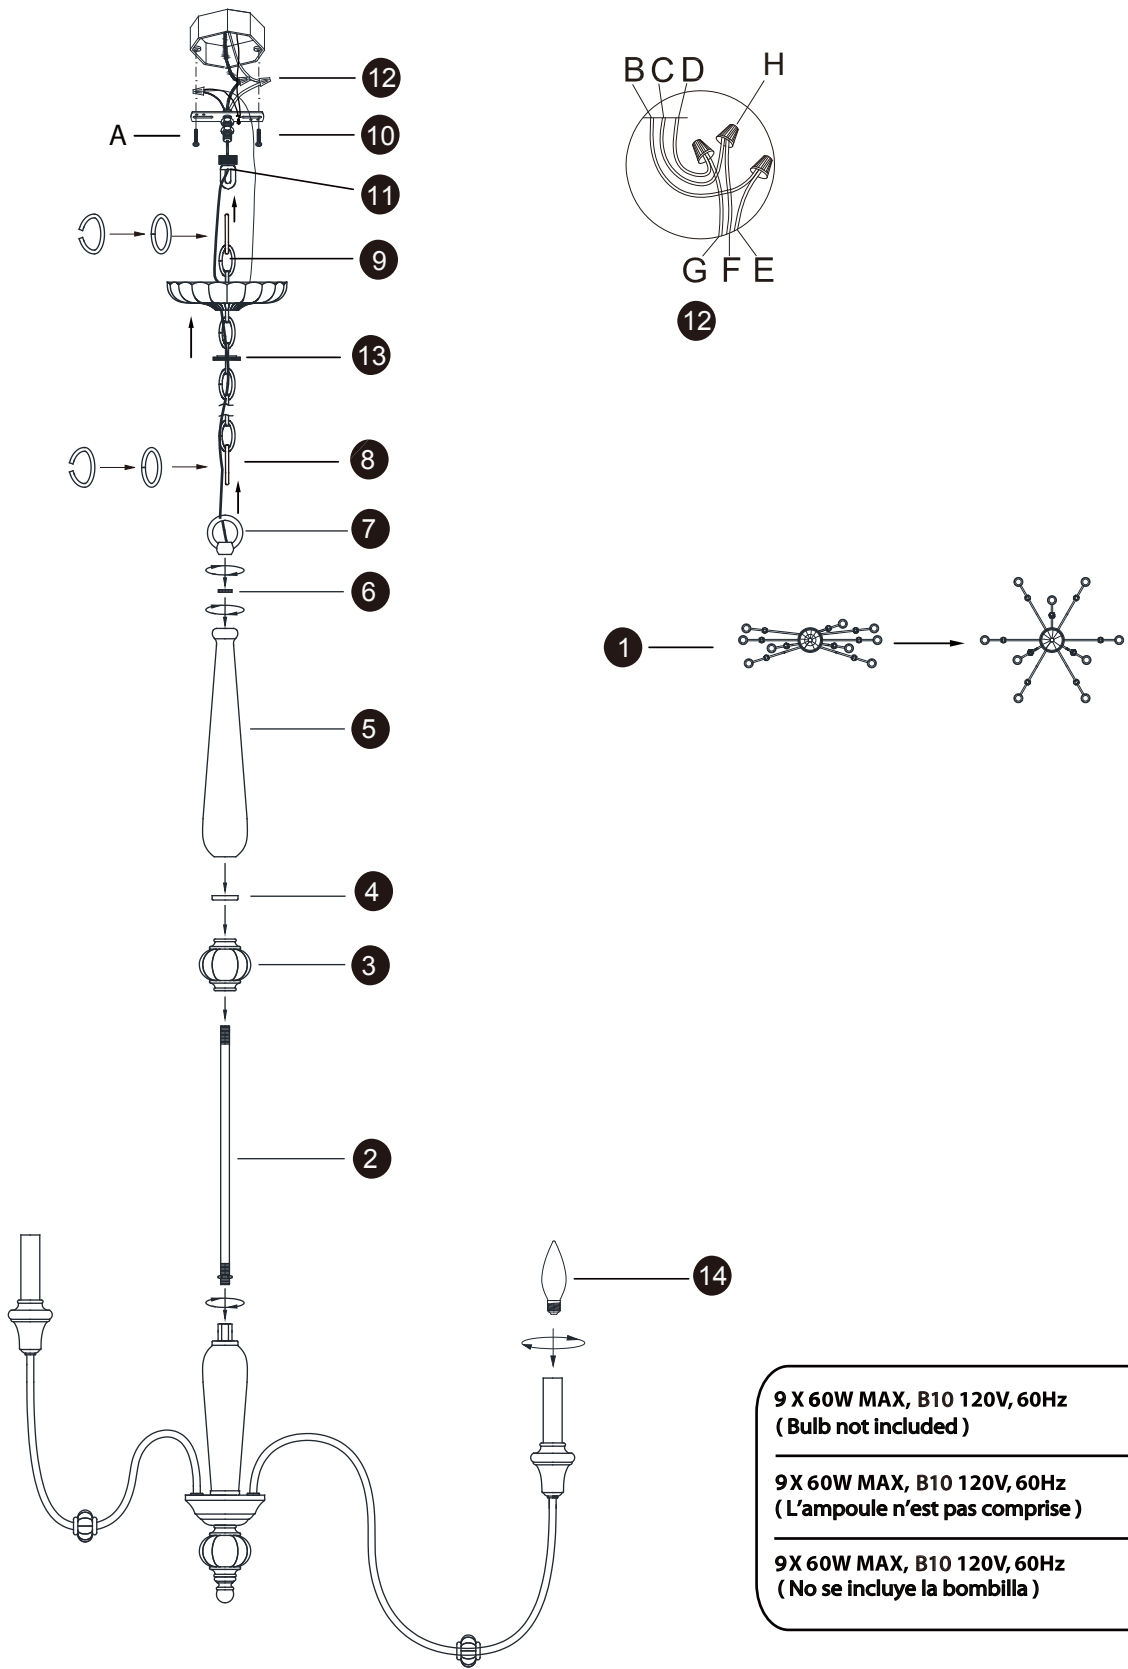 12
A
10
11
9
13
8
7
6
5
4
3
2
14
B C D H
G F E
12
1
9 X 60W MAX, B10 120V, 60Hz
( Bulb not included )
9 X 60W MAX, B10 120V, 60Hz
( L'ampoule n'est pas comprise )
9 X 60W MAX, B10 120V, 60Hz
( No se incluye la bombilla )